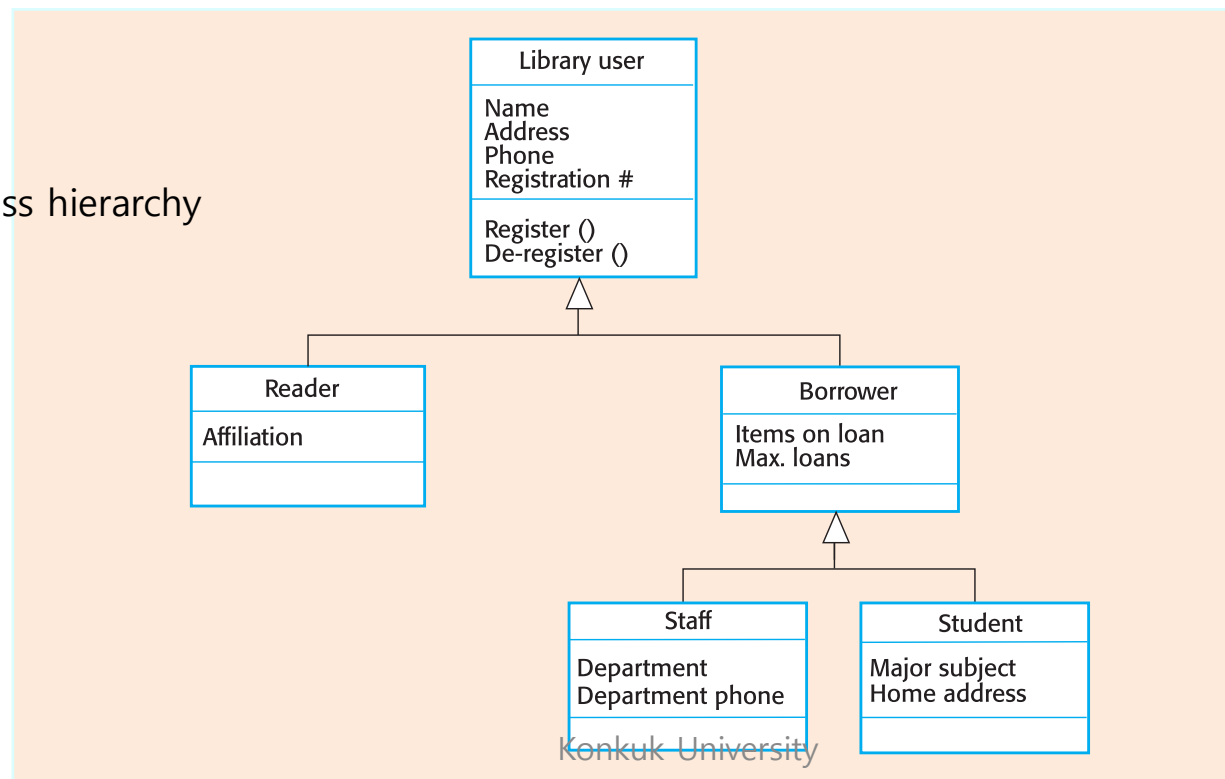 Library user
Name
Address
Phone
Registration #
ss hierarchy
Register ()
De-register ()
Reader
Affiliation
Borrower
Items on loan
Max. loans
Staff
Department
Department phone
Student
Major subject
Home address
Konkuk University